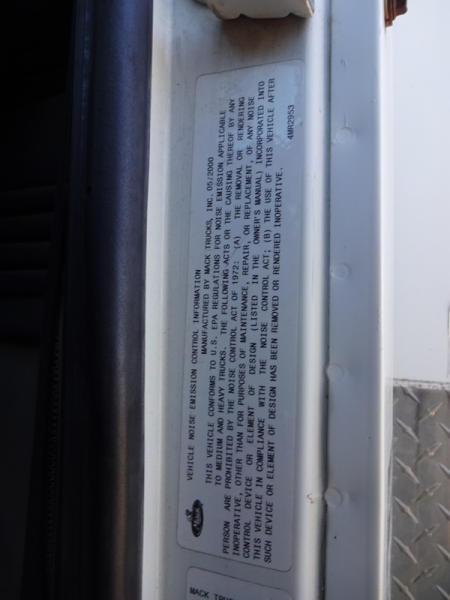 VEHICLE NOISE EMISSION CONTROL INFORMATION
MANUFACTURED BY MACK TRUCKS, INC. 05/2000
THIS VEHICLE CONFORMS TO U.S. EPA REGULATIONS FOR NOISE EMISSION APPLICABLE
TO MEDIUM AND HEAVY TRUCKS. THE FOLLOWING ACTS OR THE CAUSING THEREOF BY ANY
PERSON ARE PROHIBITED BY THE NOISE CONTROL ACT OF 1972: (A) THE REMOVAL OR RENDERING
INOPERATIVE, OTHER THAN FOR PURPOSES OF MAINTENANCE, REPAIR, OR REPLACEMENT, OF ANY NOISE
CONTROL DEVICE OR ELEMENT OF DESIGN (LISTED IN THE OWNER'S MANUAL) INCORPORATED INTO
THIS VEHICLE IN COMPLIANCE WITH THE NOISE CONTROL ACT; (B) THE USE OF THIS VEHICLE AFTER
SUCH DEVICE OR ELEMENT OF DESIGN HAS BEEN REMOVED OR RENDERED INOPERATIVE.
4MR2953
MACK